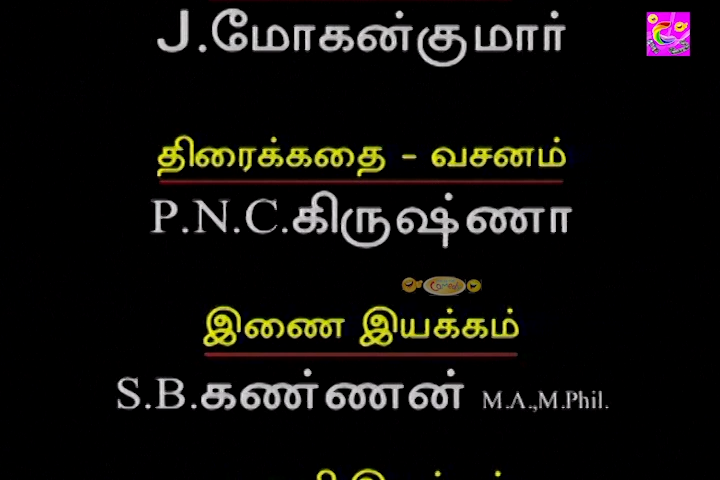 J.மோகன்குமார்
திரைக்கதை - வசனம்
P.N.C.கிருஷ்ணா
இணை இயக்கம்
S.B.கண்ணன் M.A.,M.Phil.